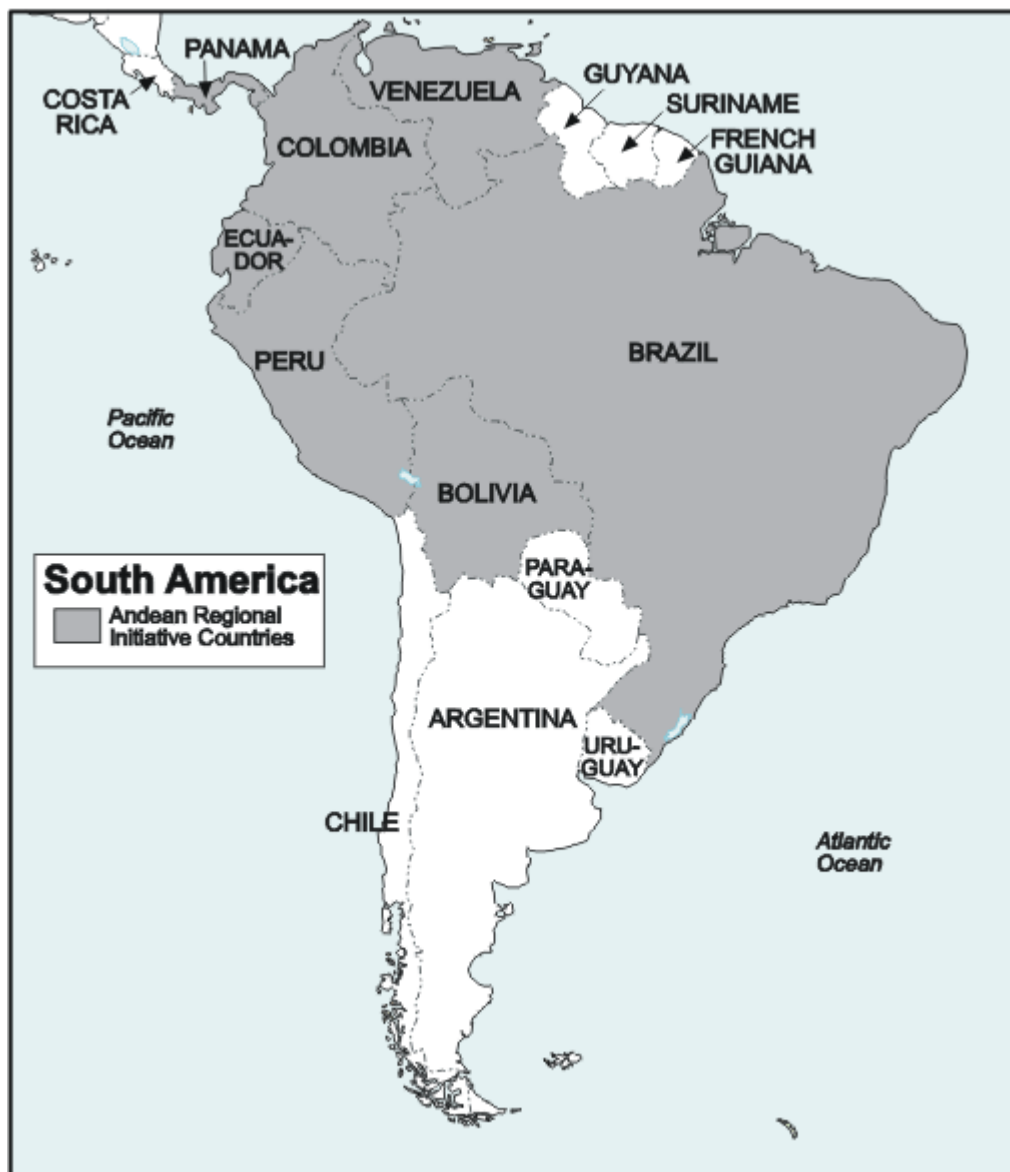 PANAMA
COSTA
RICA
VENEZUELA
GUYANA
SURINAME
FRENCH
GUIANA
COLOMBIA
ECUA-
DOR
PERU
BRAZIL
Pacific
Ocean
BOLIVIA
PARA-
GUAY
South America
Andean Regional
Initiative Countries
ARGENTINA
URU-
GUAY
CHILE
Atlantic
Ocean